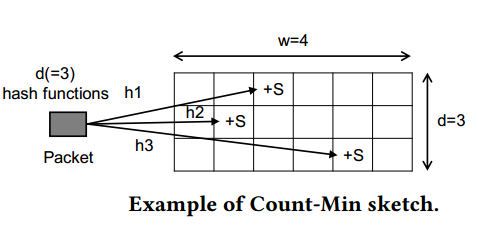 w=4
d(=3)
hash functions
h1
+S
h2
+S
d=3
h3
+S
Packet
Example of Count-Min sketch.